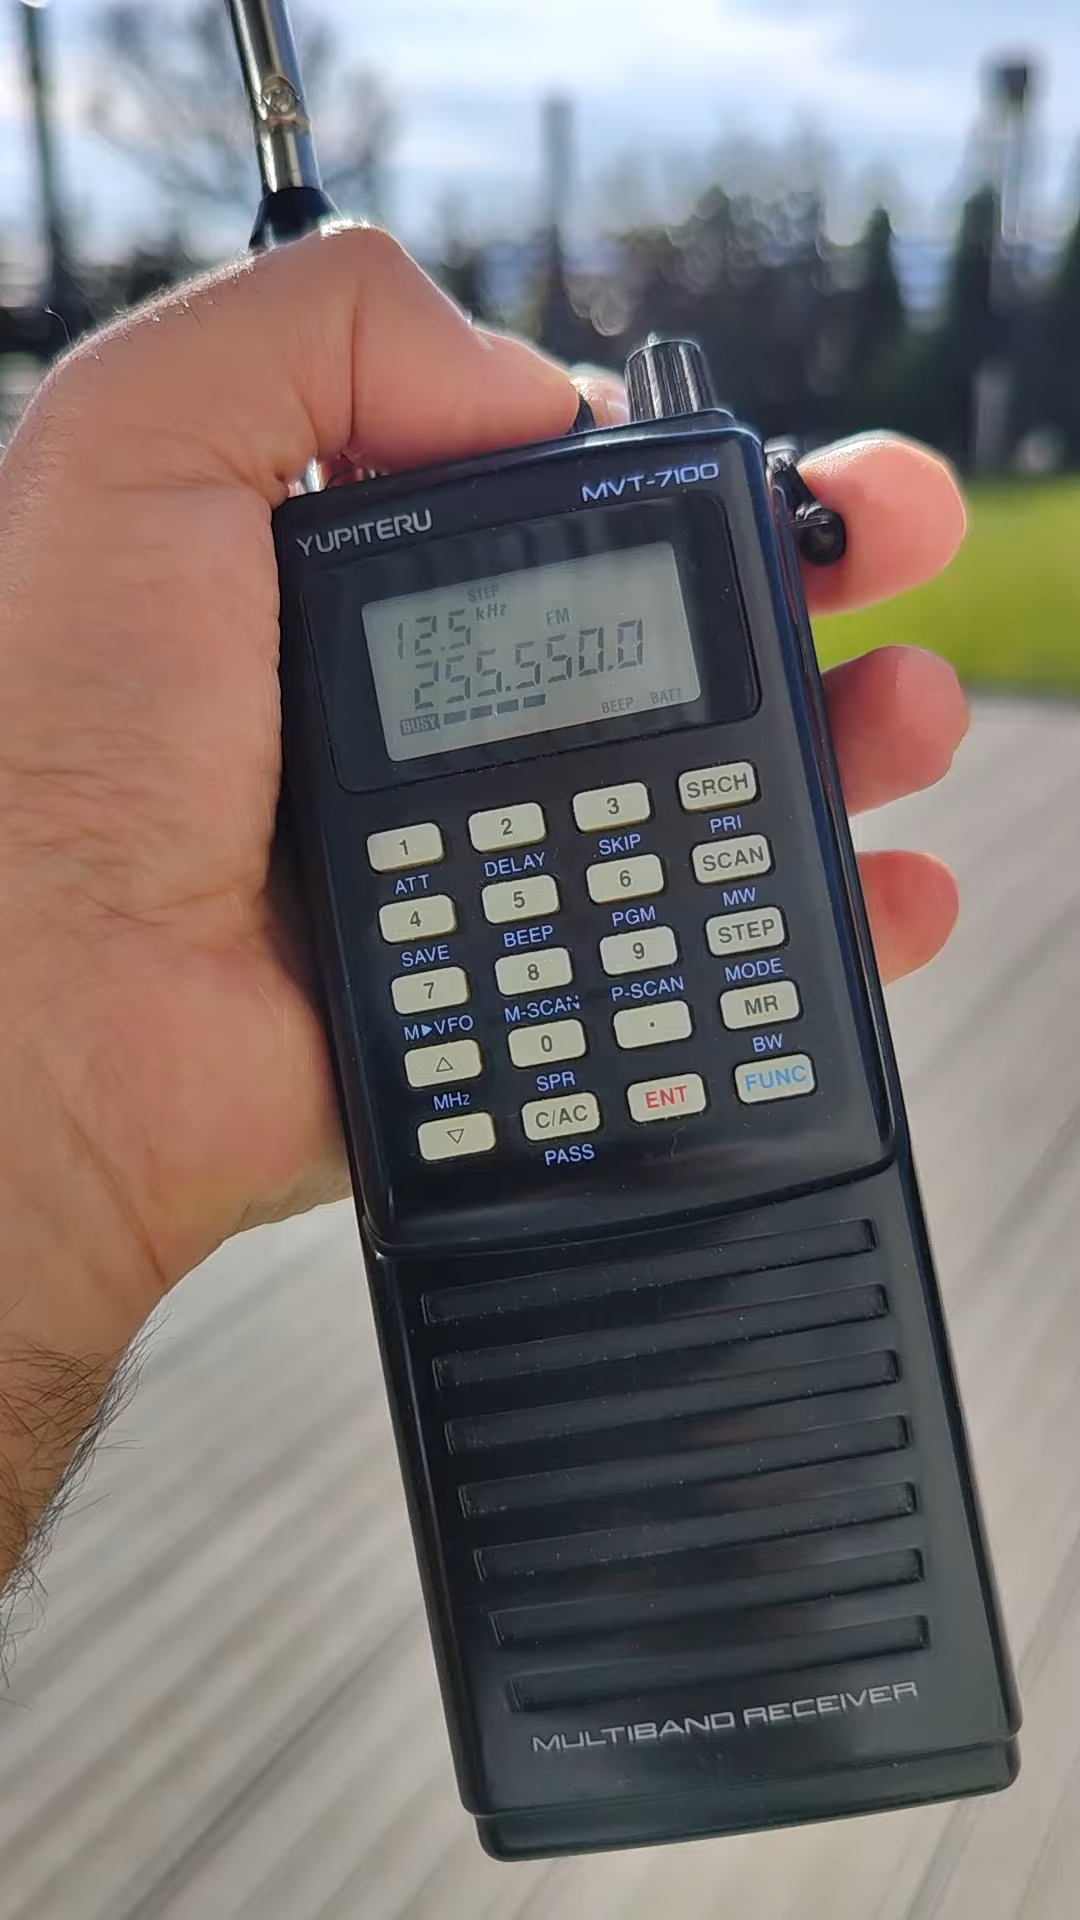 MVT-7100
YUPITERU
STEP
12.5 kHz FM
255.550.0
BUSY BEEP BATT
1 2 3 SRCH
ATT DELAY SKIP PRI
4 5 6 SCAN
SAVE BEEP PGM MW
7 8 9 STEP
M▶VFO M-SCAN P-SCAN MODE
△ 0 · MR
MHz SPR BW
▽ C/AC ENT FUNC
PASS
MULTIBAND RECEIVER